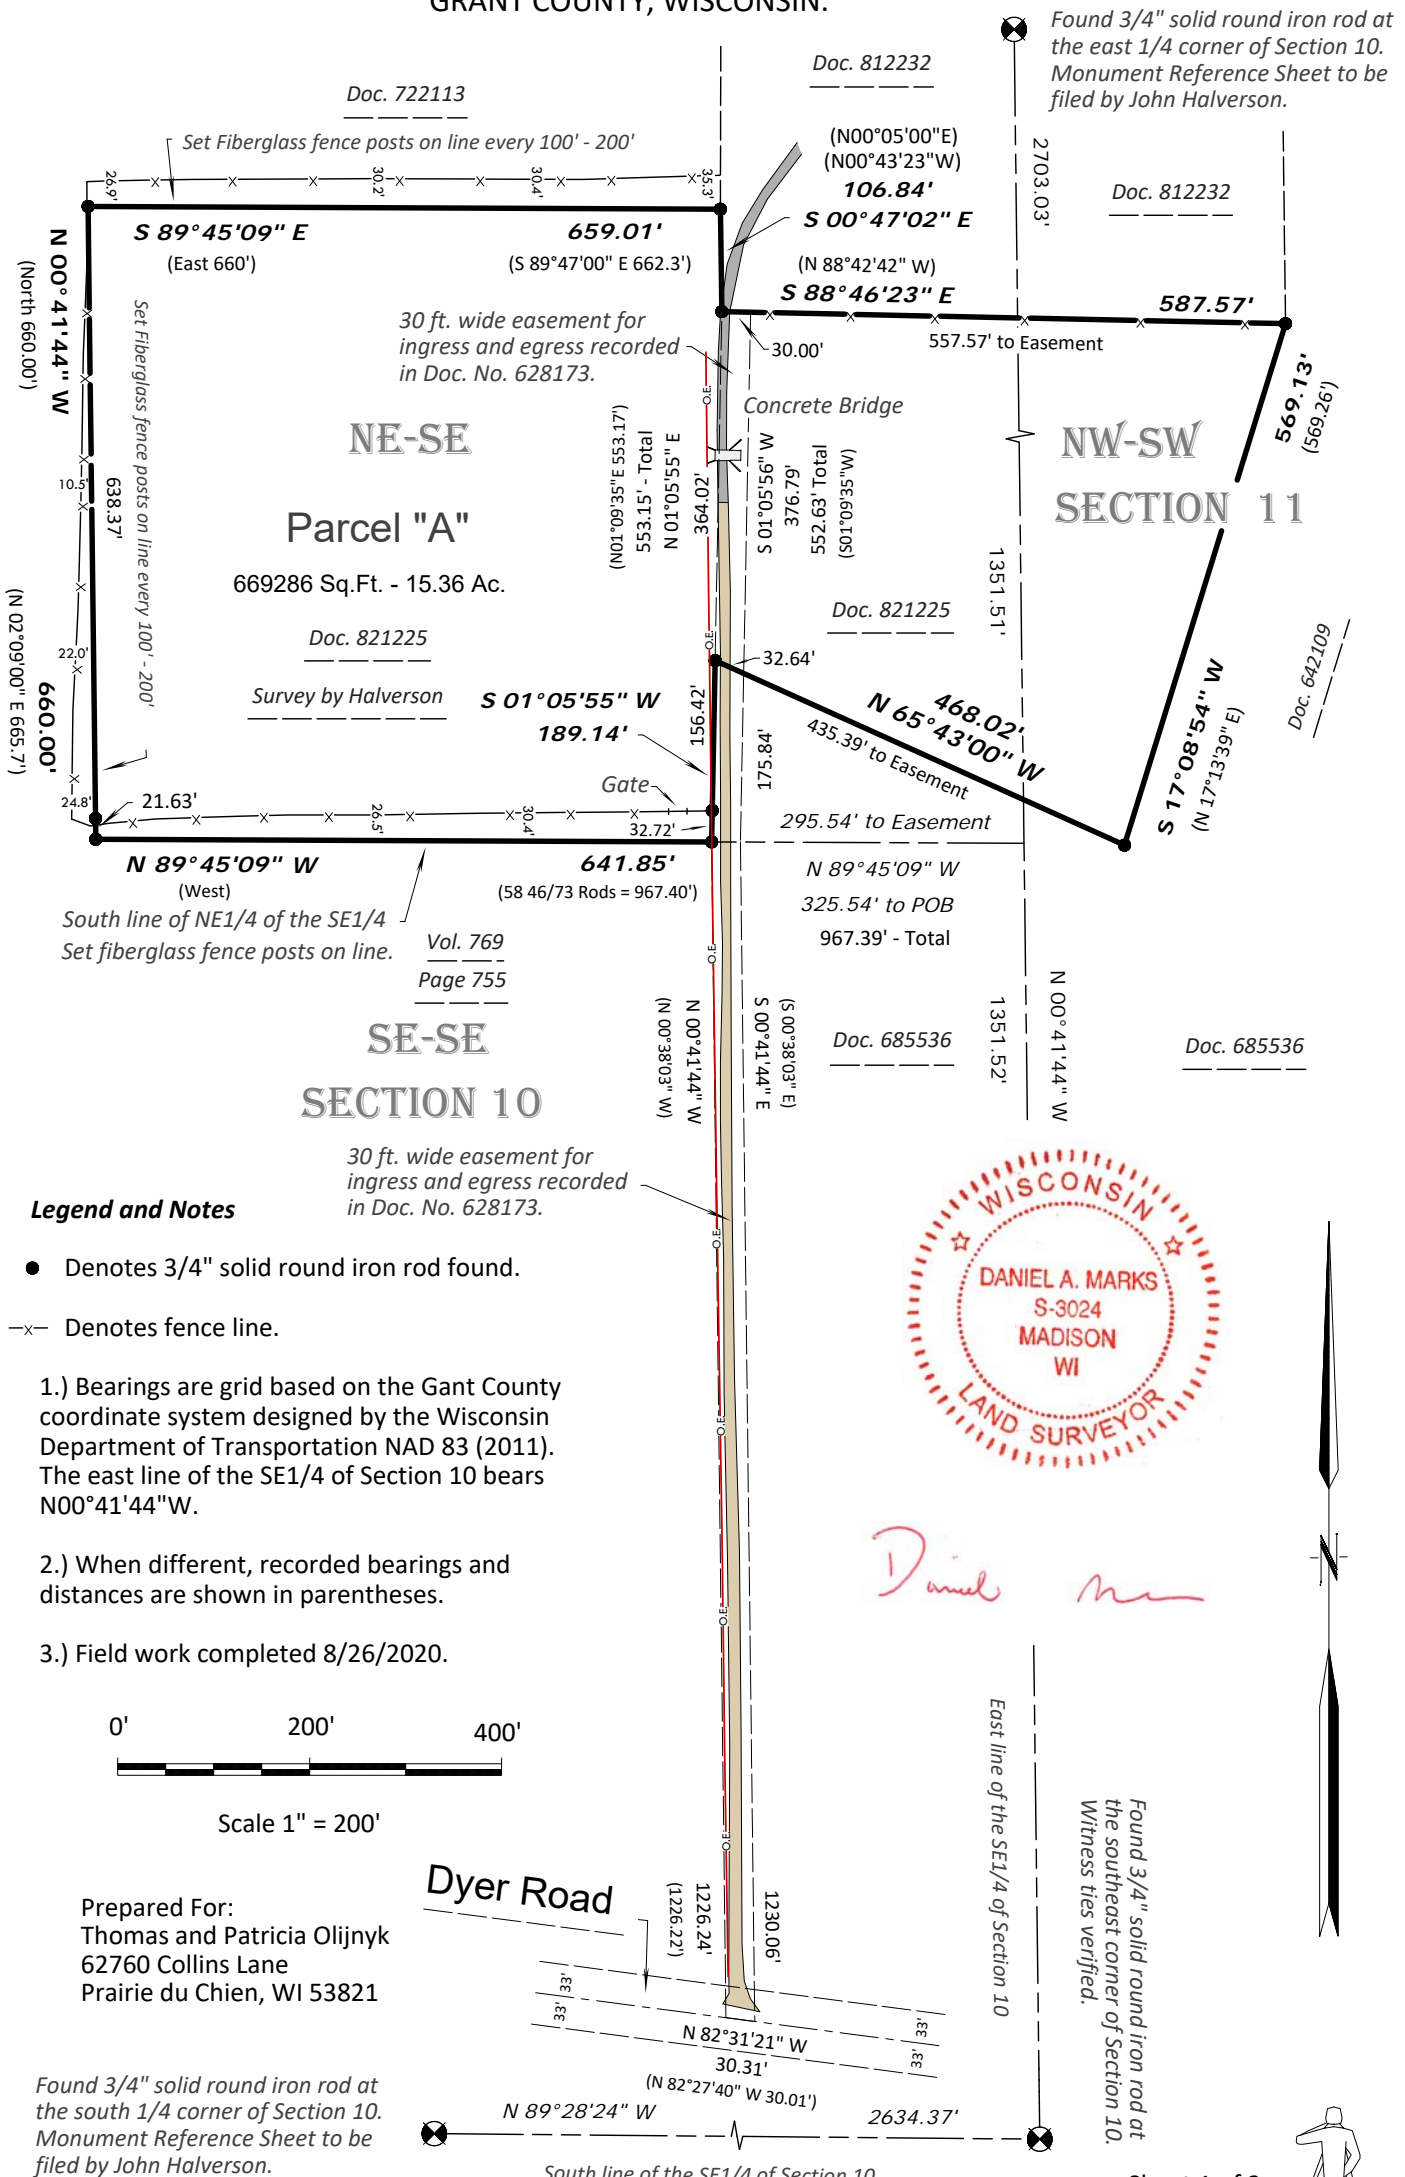 GRANT COUNTY, WISCONSIN.
Found 3/4" solid round iron rod at
the east 1/4 corner of Section 10.
Monument Reference Sheet to be
filed by John Halverson.
Doc. 812232
Doc. 722113
Set Fiberglass fence posts on line every 100' - 200'
(N00°05'00"E)
(N00°43'23"W)
106.84'
S 00°47'02" E
2703.03'
Doc. 812232
26.9'
30.2'
30.4'
35.3'
S 89°45'09" E
659.01'
(East 660')
(S 89°47'00" E 662.3')
(N 88°42'42" W)
S 88°46'23" E
587.57'
30.00'
557.57' to Easement
N 00°41'44" W
(North 660.00')
Set Fiberglass fence posts on line every 100' - 200'
30 ft. wide easement for
ingress and egress recorded
in Doc. No. 628173.
O.E.
Concrete Bridge
569.13'
(569.26')
NE-SE
NW-SW
SECTION 11
(N01°09'35"E 553.17')
553.15' - Total
N 01°05'55" E
364.02'
S 01°05'56" W
376.79'
552.63' Total
(S01°09'35"W)
10.5'
638.37'
Parcel "A"
669286 Sq.Ft. - 15.36 Ac.
1351.51'
Doc. 821225
Doc. 821225
O.E.
32.64'
Doc. 642109
(N 02°09'00" E 665.7')
660.00'
22.0'
Survey by Halverson
S 01°05'55" W
189.14'
156.42'
175.84'
468.02'
N 65°43'00" W
435.39' to Easement
S 17°08'54" W
(N 17°13'39" E)
Gate
24.8'
21.63'
26.5'
30.4'
32.72'
295.54' to Easement
N 89°45'09" W
641.85'
(West)
(58 46/73 Rods = 967.40')
N 89°45'09" W
325.54' to POB
967.39' - Total
South line of NE1/4 of the SE1/4
Set fiberglass fence posts on line.
Vol. 769
Page 755
O.E.
(N 00°38'03" W)
N 00°41'44" W
S 00°41'44" E
(S 00°38'03" E)
1351.52'
N 00°41'44" W
Doc. 685536
Doc. 685536
SE-SE
SECTION 10
30 ft. wide easement for
ingress and egress recorded
in Doc. No. 628173.
O.E.
Legend and Notes
Denotes 3/4" solid round iron rod found.
-x- Denotes fence line.
1.) Bearings are grid based on the Gant County
coordinate system designed by the Wisconsin
Department of Transportation NAD 83 (2011).
The east line of the SE1/4 of Section 10 bears
N00°41'44"W.
2.) When different, recorded bearings and
distances are shown in parentheses.
3.) Field work completed 8/26/2020.
WISCONSIN
DANIEL A. MARKS
S-3024
MADISON
WI
LAND SURVEYOR
O.E.
Daniel
N
O.E.
0'
200'
400'
Scale 1" = 200'
O.E.
East line of the SE1/4 of Section 10
Found 3/4" solid round iron rod at
the southeast corner of Section 10.
Witness ties verified.
Prepared For:
Thomas and Patricia Olijnyk
62760 Collins Lane
Prairie du Chien, WI 53821
Dyer Road
(1226.22')
1226.24'
1230.06'
33'
33'
33'
33'
N 82°31'21" W
30.31'
(N 82°27'40" W 30.01')
Found 3/4" solid round iron rod at
the south 1/4 corner of Section 10.
Monument Reference Sheet to be
filed by John Halverson.
N 89°28'24" W
2634.37'
South line of the SE1/4 of Section 10